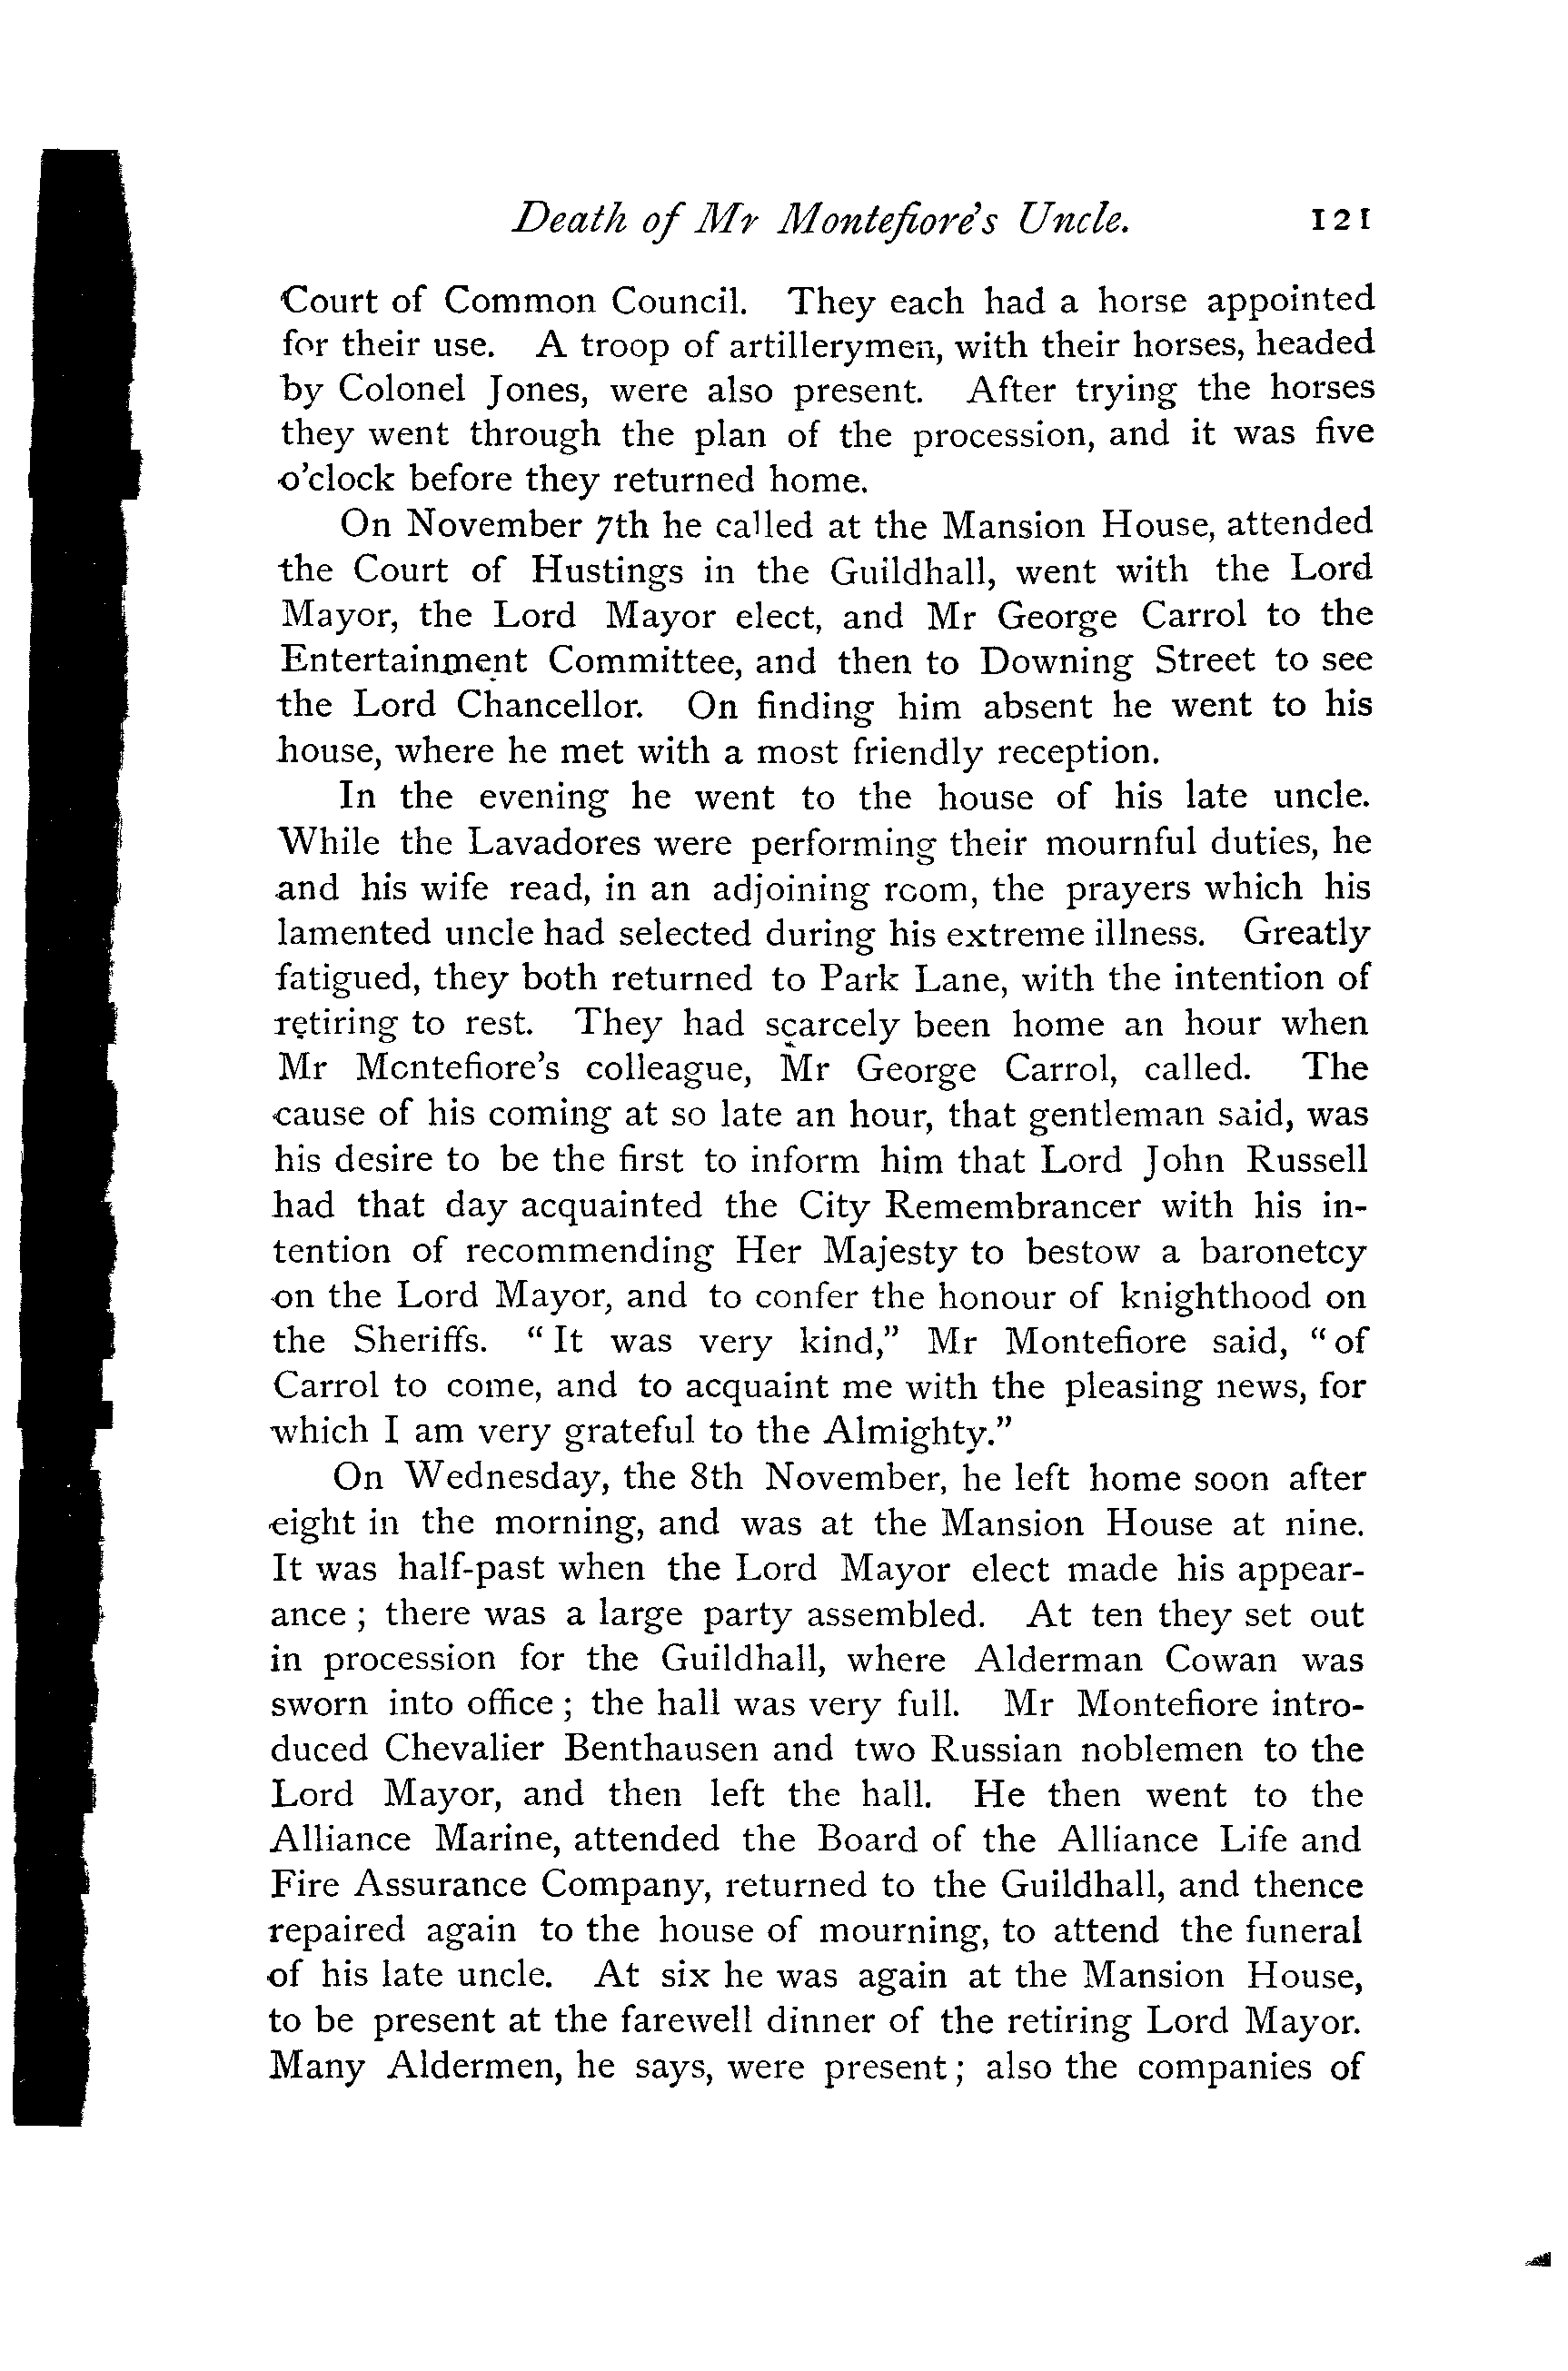 Death of Mr Montefiore's Uncle. 121
Court of Common Council. They each had a horse appointed
for their use. A troop of artillerymen, with their horses, headed
by Colonel Jones, were also present. After trying the horses
they went through the plan of the procession, and it was five
o'clock before they returned home.
On November 7th he called at the Mansion House, attended
the Court of Hustings in the Guildhall, went with the Lord
Mayor, the Lord Mayor elect, and Mr George Carrol to the
Entertainment Committee, and then to Downing Street to see
the Lord Chancellor. On finding him absent he went to his
house, where he met with a most friendly reception.
In the evening he went to the house of his late uncle.
While the Lavadores were performing their mournful duties, he
and his wife read, in an adjoining room, the prayers which his
lamented uncle had selected during his extreme illness. Greatly
fatigued, they both returned to Park Lane, with the intention of
retiring to rest. They had scarcely been home an hour when
Mr Montefiore's colleague, Mr George Carrol, called. The
cause of his coming at so late an hour, that gentleman said, was
his desire to be the first to inform him that Lord John Russell
had that day acquainted the City Remembrancer with his in-
tention of recommending Her Majesty to bestow a baronetcy
on the Lord Mayor, and to confer the honour of knighthood on
the Sheriffs. "It was very kind," Mr Montefiore said, "of
Carrol to come, and to acquaint me with the pleasing news, for
which I am very grateful to the Almighty."
On Wednesday, the 8th November, he left home soon after
eight in the morning, and was at the Mansion House at nine.
It was half-past when the Lord Mayor elect made his appear-
ance; there was a large party assembled. At ten they set out
in procession for the Guildhall, where Alderman Cowan was
sworn into office; the hall was very full. Mr Montefiore intro-
duced Chevalier Benthausen and two Russian noblemen to the
Lord Mayor, and then left the hall. He then went to the
Alliance Marine, attended the Board of the Alliance Life and
Fire Assurance Company, returned to the Guildhall, and thence
repaired again to the house of mourning, to attend the funeral
of his late uncle. At six he was again at the Mansion House,
to be present at the farewell dinner of the retiring Lord Mayor.
Many Aldermen, he says, were present; also the companies of